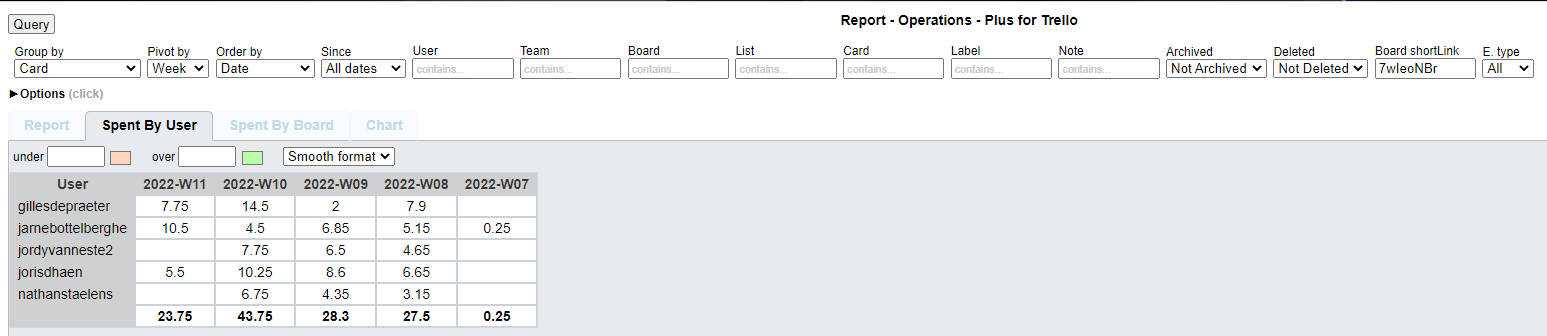 Query
Report - Operations - Plus for Trello
Group by Pivot by Order by Since User Team Board List Card Label Note Archived Deleted Board shortLink E. type
Card Week Date All dates contains... contains... contains... contains... contains... contains... contains... Not Archived Not Deleted 7wIeoNBr All
▶Options (click)
Report Spent By User Spent By Board Chart
under over Smooth format
User 2022-W11 2022-W10 2022-W09 2022-W08 2022-W07
gillesdepraeter 7.75 14.5 2 7.9
jarnebottelberghe 10.5 4.5 6.85 5.15 0.25
jordyvanneste2 7.75 6.5 4.65
jorisdhaen 5.5 10.25 8.6 6.65
nathanstaelens 6.75 4.35 3.15
23.75 43.75 28.3 27.5 0.25